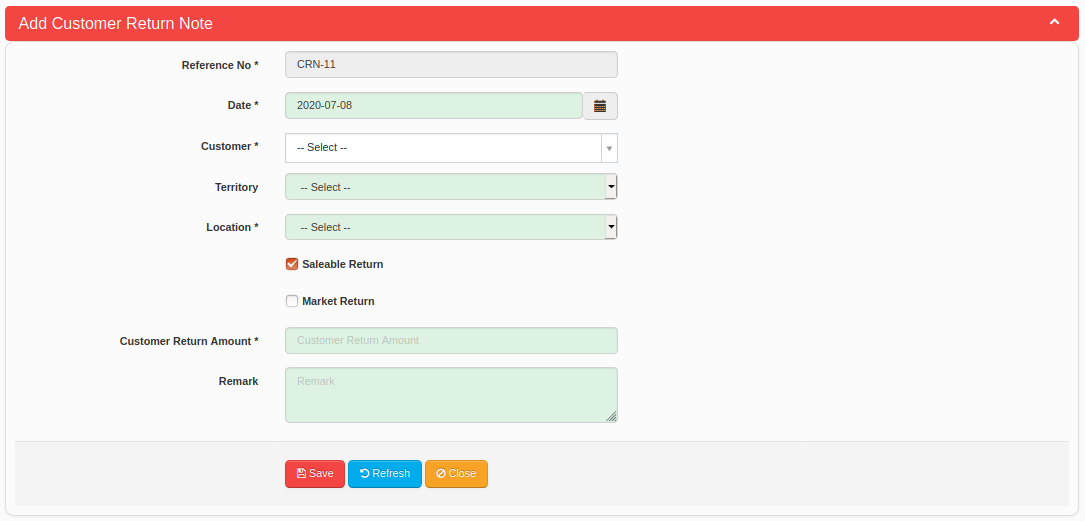 Add Customer Return Note
Reference No * CRN-11
Date * 2020-07-08
Customer * -- Select --
Territory -- Select --
Location * -- Select --
Saleable Return
Market Return
Customer Return Amount * Customer Return Amount
Remark Remark
Save Refresh Close